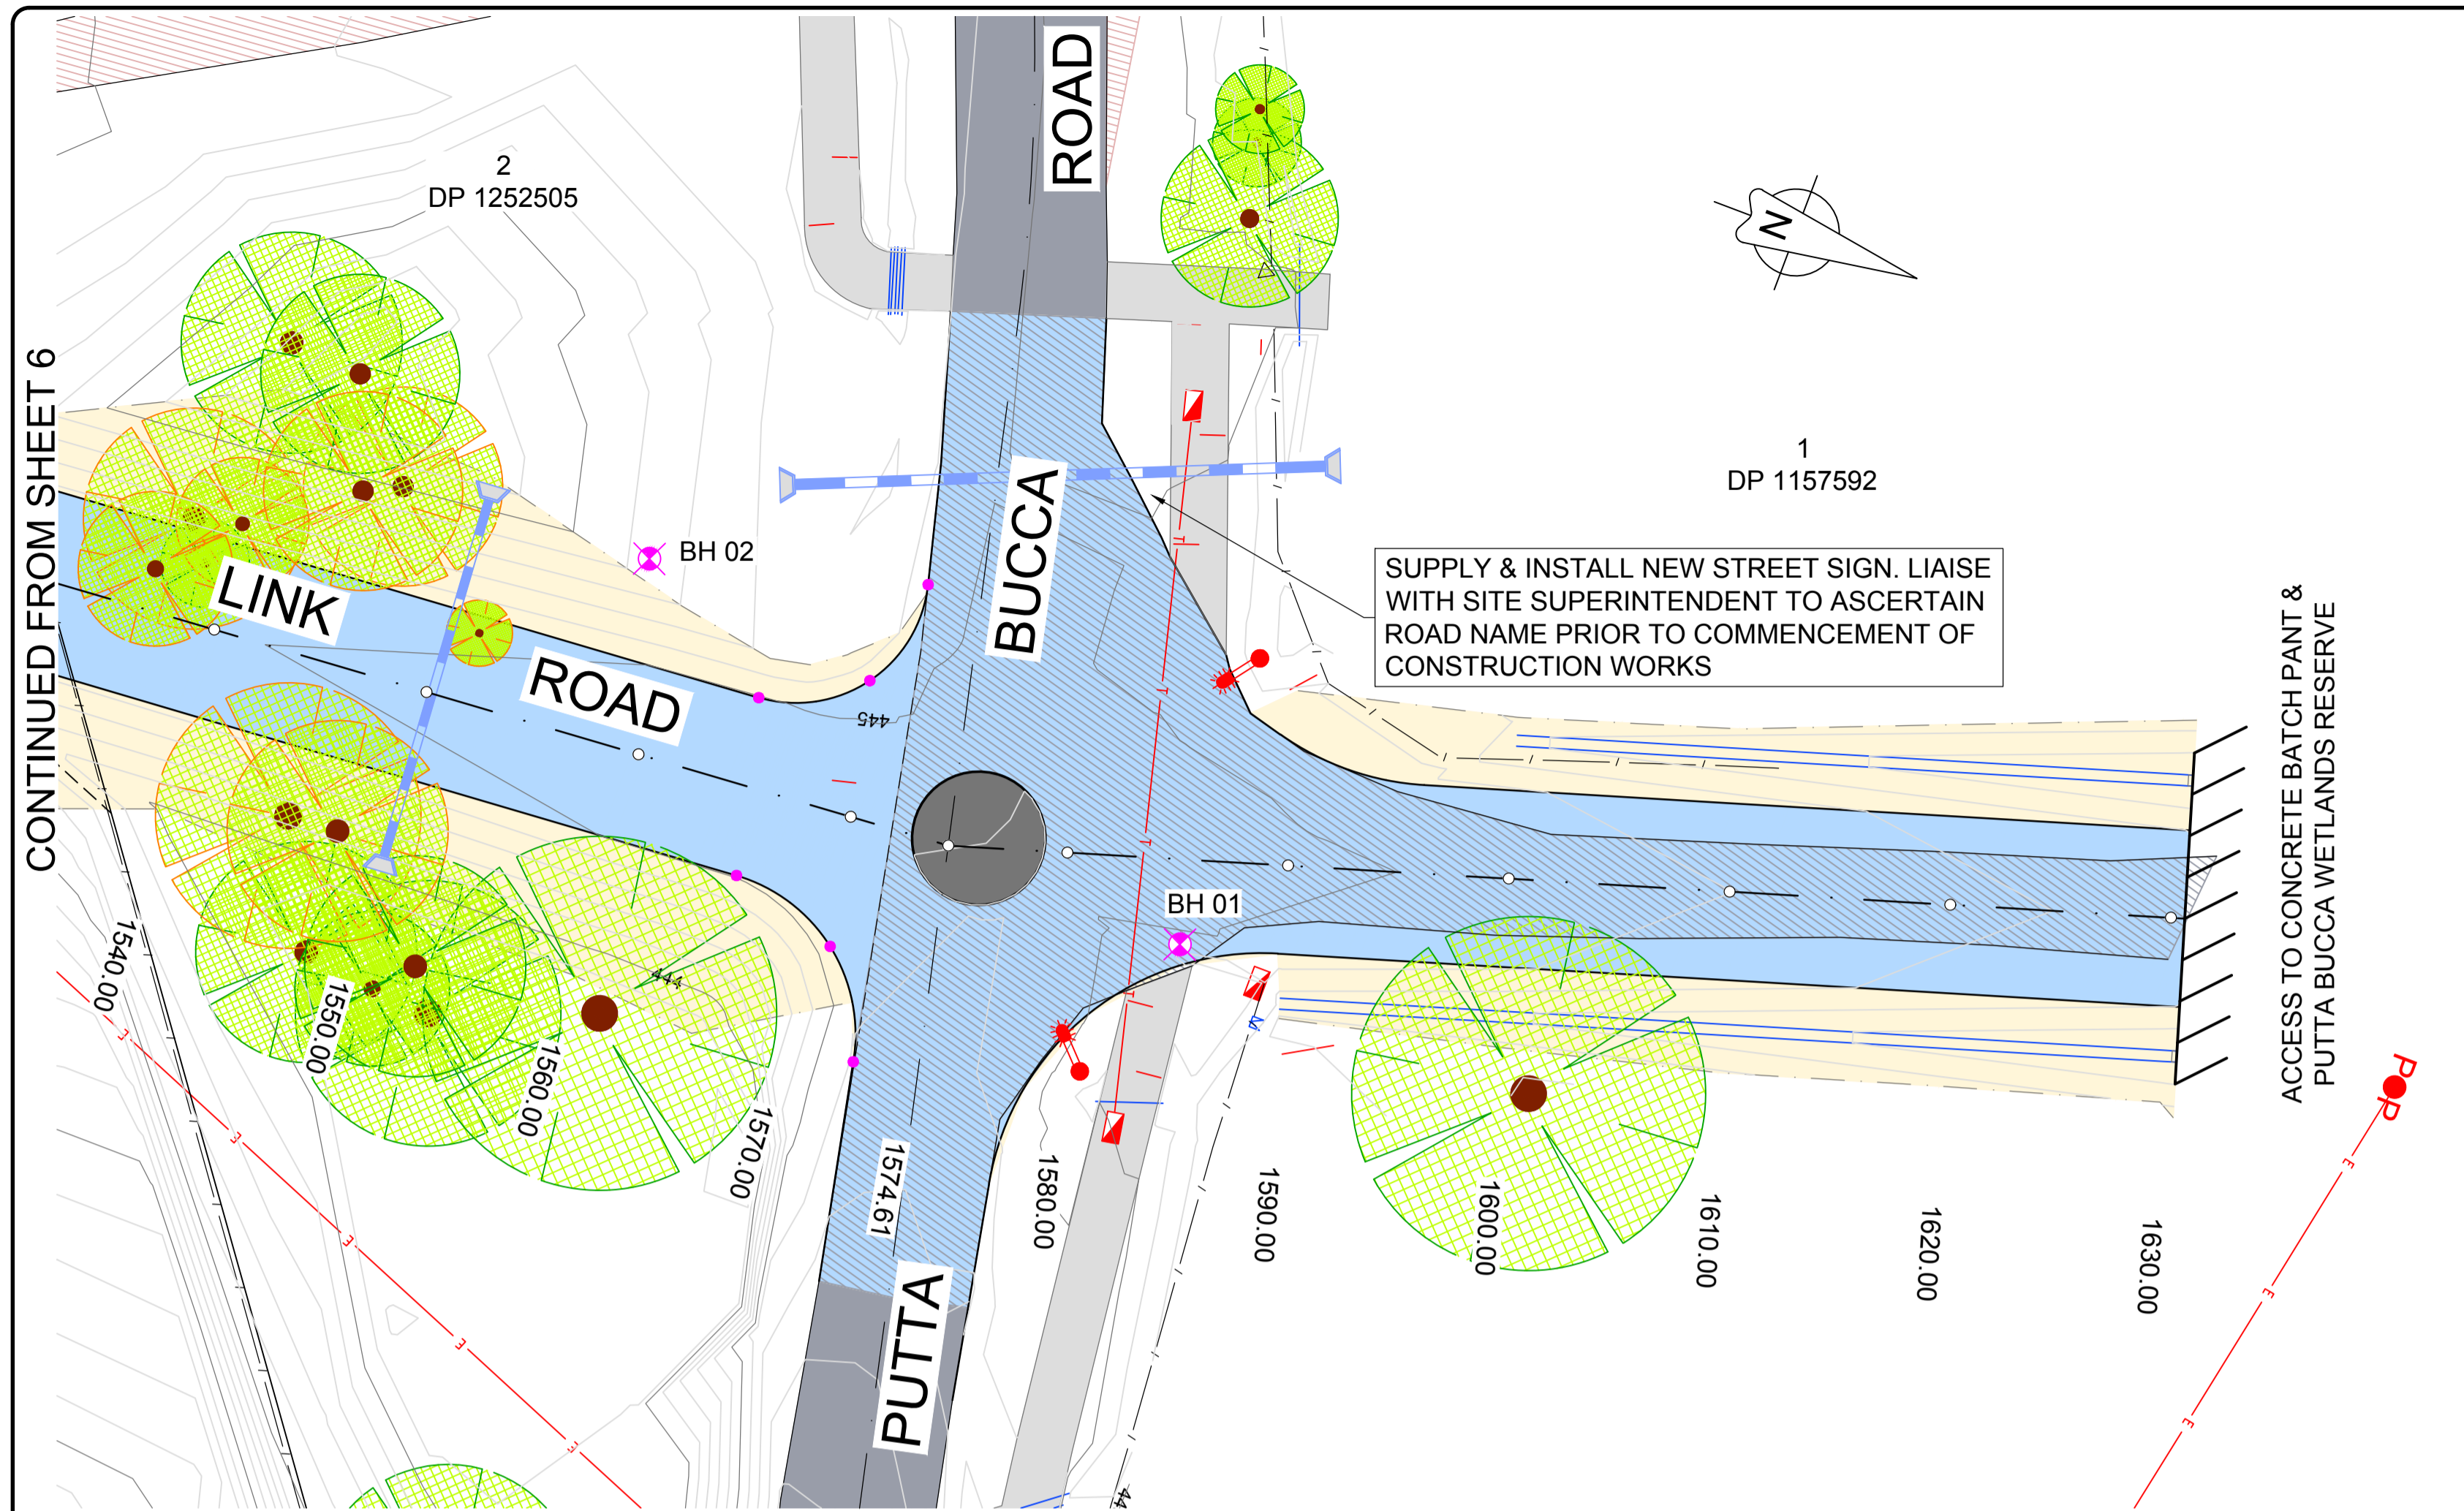 CONTINUED FROM SHEET 6
2
DP 1252505
ROAD
N
1
DP 1157592
BUCCA
BH 02
LINK
ROAD
SUPPLY & INSTALL NEW STREET SIGN. LIAISE
WITH SITE SUPERINTENDENT TO ASCERTAIN
ROAD NAME PRIOR TO COMMENCEMENT OF
CONSTRUCTION WORKS
ACCESS TO CONCRETE BATCH PANT &
PUTTA BUCCA WETLANDS RESERVE
445
BH 01
444
M
T
T
T
T
PP
1540.00
1550.00
1560.00
1570.00
1574.61
1580.00
1590.00
1600.00
1610.00
1620.00
1630.00
PUTTA
E
E
E
E
E
E
E
E
44